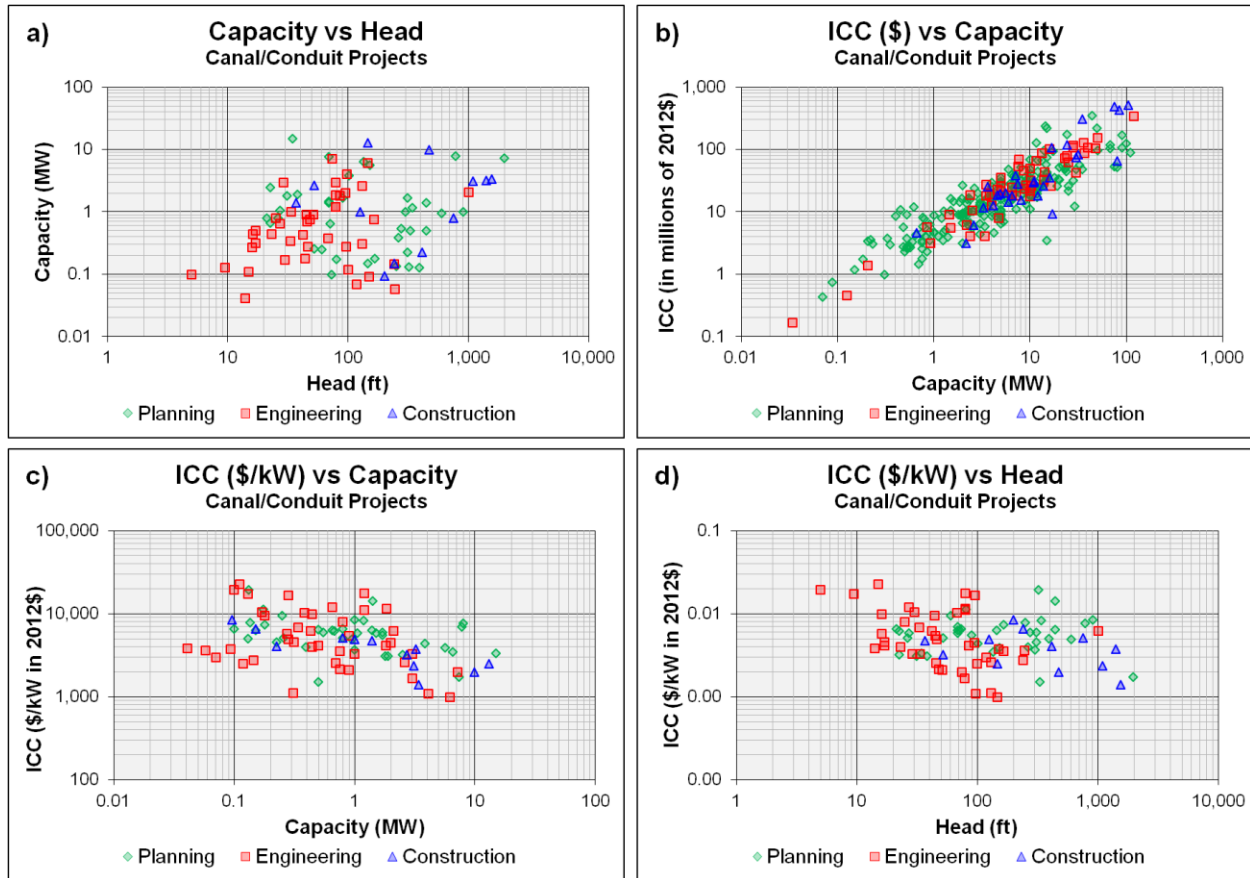 a) Capacity vs Head
Canal/Conduit Projects
Capacity (MW)
100
10
1
0.1
0.01
1 10 100 1,000 10,000
Head (ft)
Planning Engineering Construction
b) ICC ($) vs Capacity
Canal/Conduit Projects
ICC (in millions of 2012$)
1,000
100
10
1
0.1
0.01 0.1 1 10 100 1,000
Capacity (MW)
Planning Engineering Construction
c) ICC ($/kW) vs Capacity
Canal/Conduit Projects
ICC ($/kW in 2012$)
100,000
10,000
1,000
100
0.01 0.1 1 10 100
Capacity (MW)
Planning Engineering Construction
d) ICC ($/kW) vs Head
Canal/Conduit Projects
ICC ($/kW in 2012$)
0.1
0.01
0.00
0.00
1 10 100 1,000 10,000
Head (ft)
Planning Engineering Construction